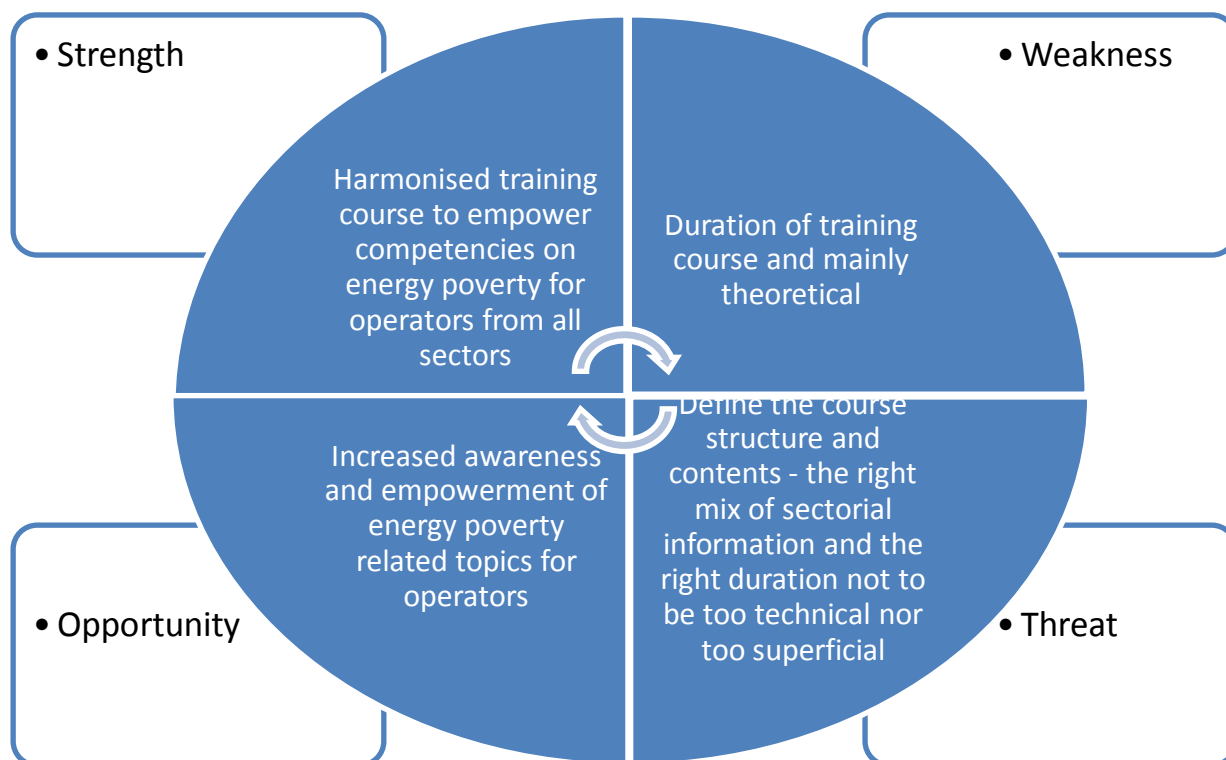 • Strength
Harmonised training
course to empower
competencies on
energy poverty for
operators from all
sectors
• Weakness
Duration of training
course and mainly
theoretical
Increased awareness
and empowerment of
energy poverty
related topics for
operators
• Opportunity
Define the course
structure and
contents - the right
mix of sectorial
information and the
right duration not to
be too technical nor
too superficial
• Threat